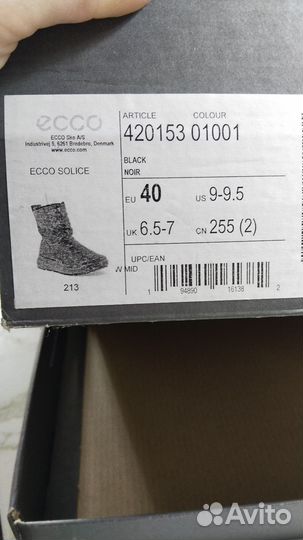 ecco
ECCO Sko A/S
Industrivej 5, 6261 Bredebro, Denmark
www.ecco.com
ECCO SOLICE
213
ARTICLE COLOUR
420153 01001
BLACK
NOIR
EU 40 US 9-9.5
UK 6.5-7 CN 255 (2)
W MID
UPC/EAN
1 94890 16138 2
Avito